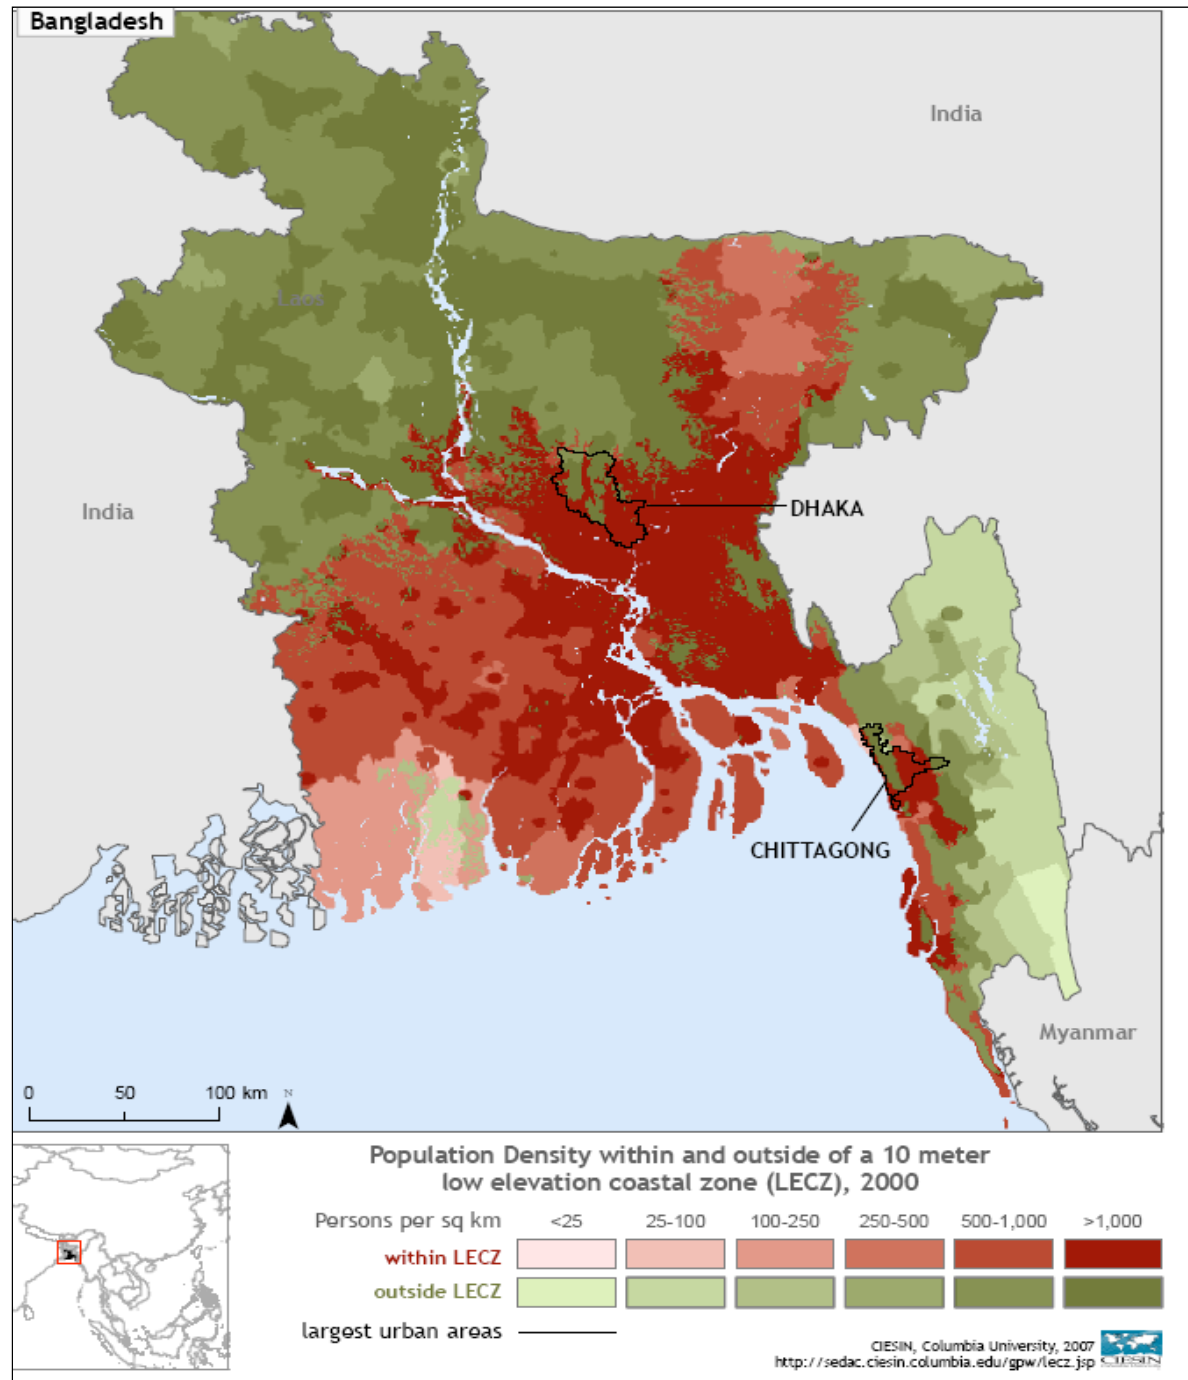 Bangladesh
India
Laos
India
DHAKA
CHITTAGONG
Myanmar
0 50 100 km N
Population Density within and outside of a 10 meter
low elevation coastal zone (LECZ), 2000
Persons per sq km <25 25-100 100-250 250-500 500-1,000 >1,000
within LECZ
outside LECZ
largest urban areas
CIESIN, Columbia University, 2007
http://sedac.ciesin.columbia.edu/gpw/lecz.jsp
CIESIN